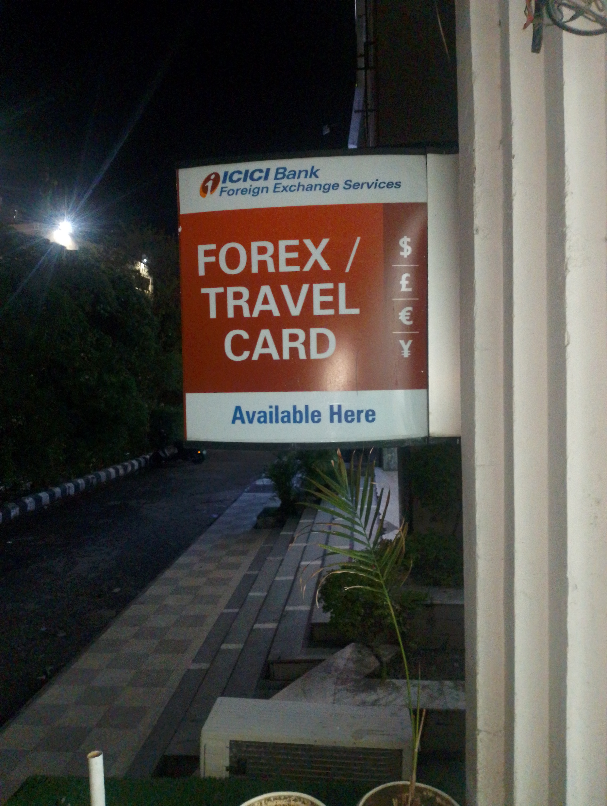 ICICI Bank
Foreign Exchange Services
FOREX /
TRAVEL
CARD
$
£
€
¥
Available Here